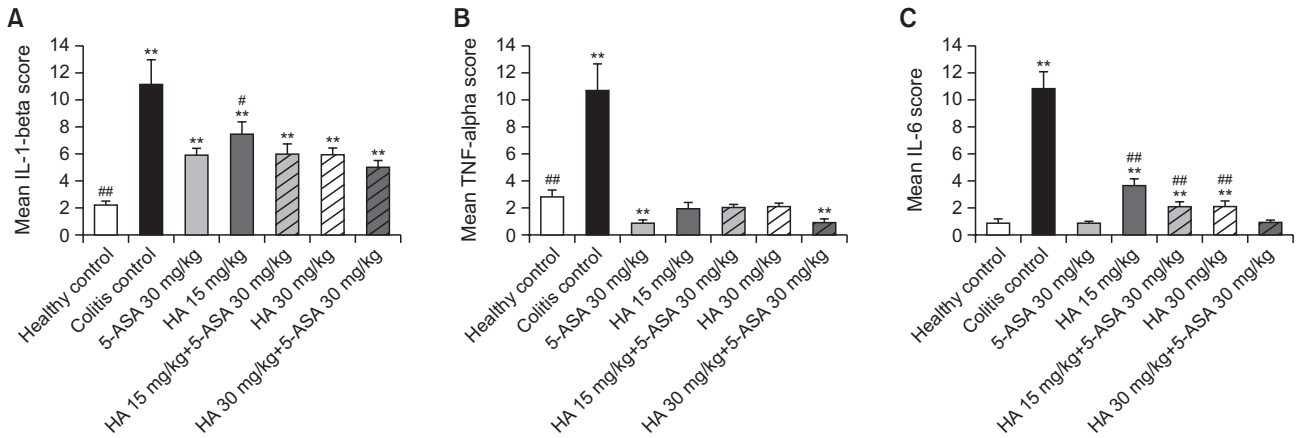 A
Mean IL-1-beta score
14
12
10
8
6
4
2
0
##
**
**
#
**
**
**
**
Healthy control
Colitis control
5-ASA 30 mg/kg
HA 15 mg/kg
HA 15 mg/kg+5-ASA 30 mg/kg
HA 30 mg/kg
HA 30 mg/kg+5-ASA 30 mg/kg
B
Mean TNF-alpha score
14
12
10
8
6
4
2
0
##
**
**
**
Healthy control
Colitis control
5-ASA 30 mg/kg
HA 15 mg/kg
HA 15 mg/kg+5-ASA 30 mg/kg
HA 30 mg/kg
HA 30 mg/kg+5-ASA 30 mg/kg
C
Mean IL-6 score
14
12
10
8
6
4
2
0
**
##
**
##
**
##
**
Healthy control
Colitis control
5-ASA 30 mg/kg
HA 15 mg/kg
HA 15 mg/kg+5-ASA 30 mg/kg
HA 30 mg/kg
HA 30 mg/kg+5-ASA 30 mg/kg